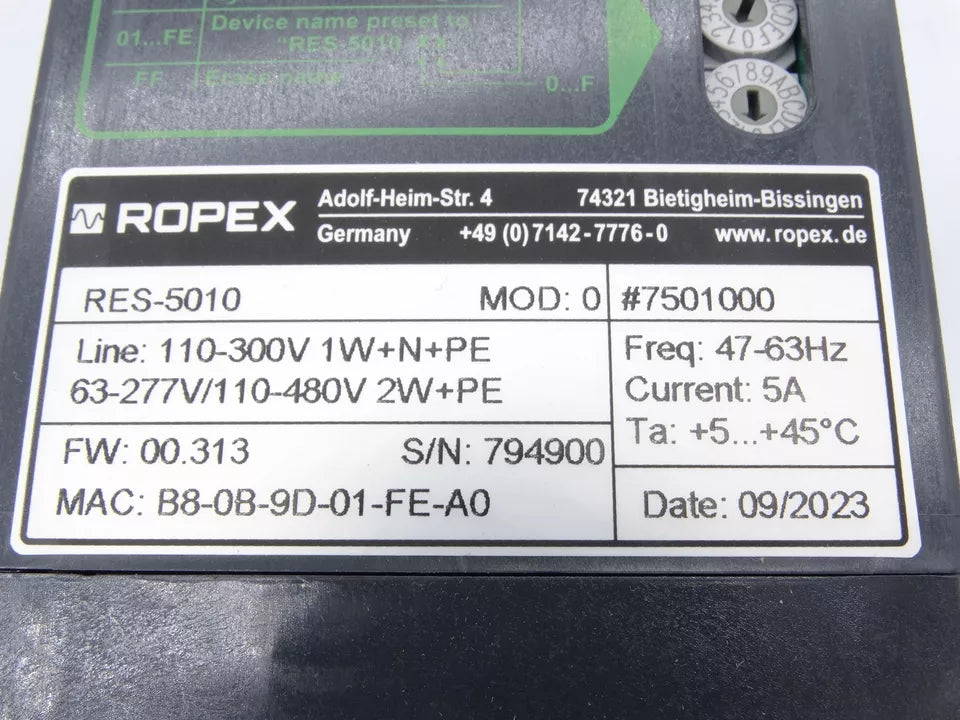 Device name preset to
01...FE
"RES-5010
FF
Erase name
0...F
ROPEX
Adolf-Heim-Str. 4 74321 Bietigheim-Bissingen
Germany +49 (0)7142-7776-0 www.ropex.de
RES-5010 MOD: 0 #7501000
Line: 110-300V 1W+N+PE
63-277V/110-480V 2W+PE
Freq: 47-63Hz
Current: 5A
Ta: +5...+45°C
FW: 00.313 S/N: 794900
MAC: B8-0B-9D-01-FE-A0
Date: 09/2023